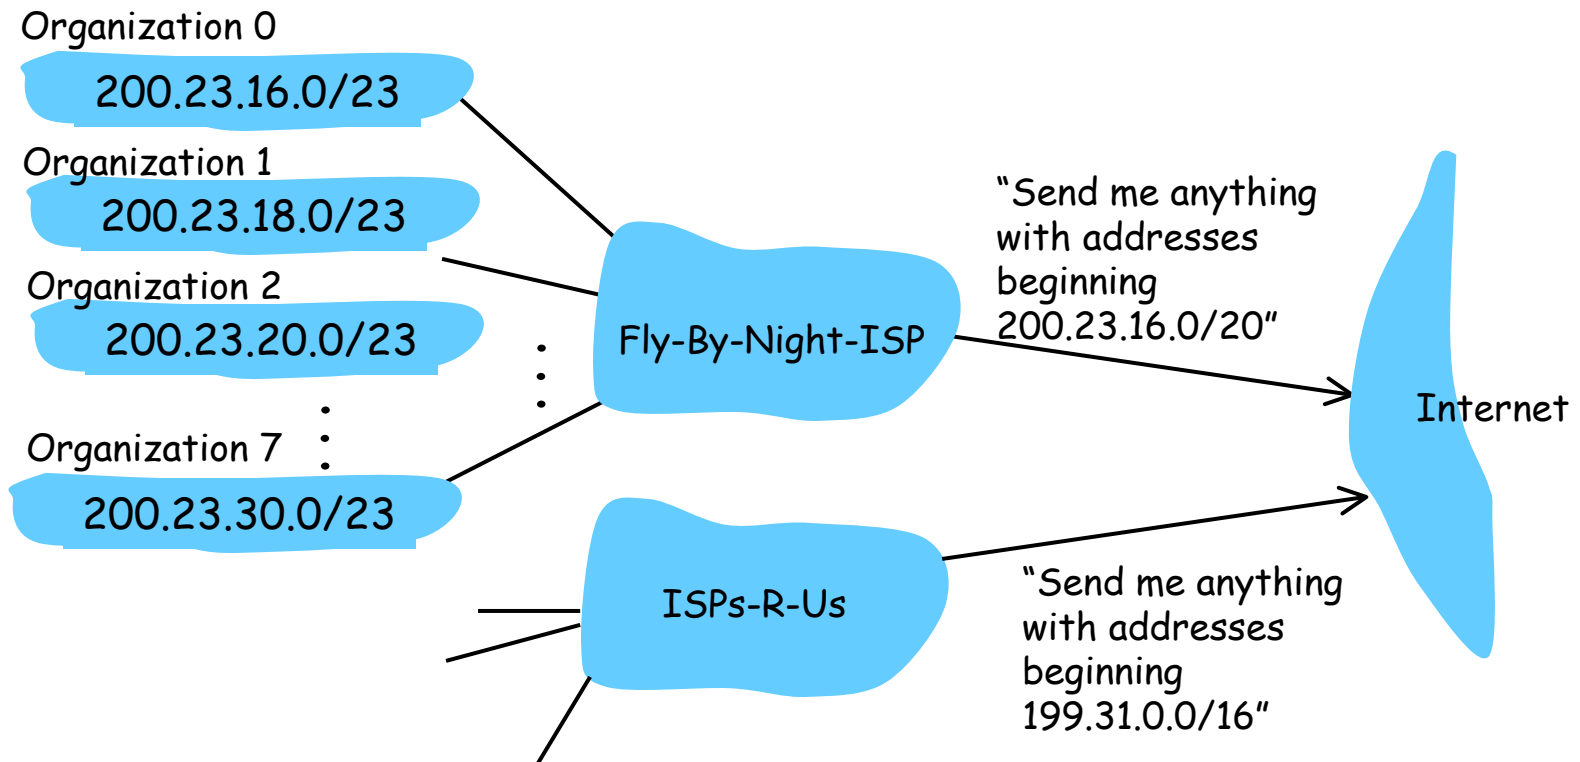 Organization 0
200.23.16.0/23
Organization 1
200.23.18.0/23
Organization 2
200.23.20.0/23
Organization 7
200.23.30.0/23
Fly-By-Night-ISP
“Send me anything
with addresses
beginning
200.23.16.0/20”
Internet
ISPs-R-Us
“Send me anything
with addresses
beginning
199.31.0.0/16”